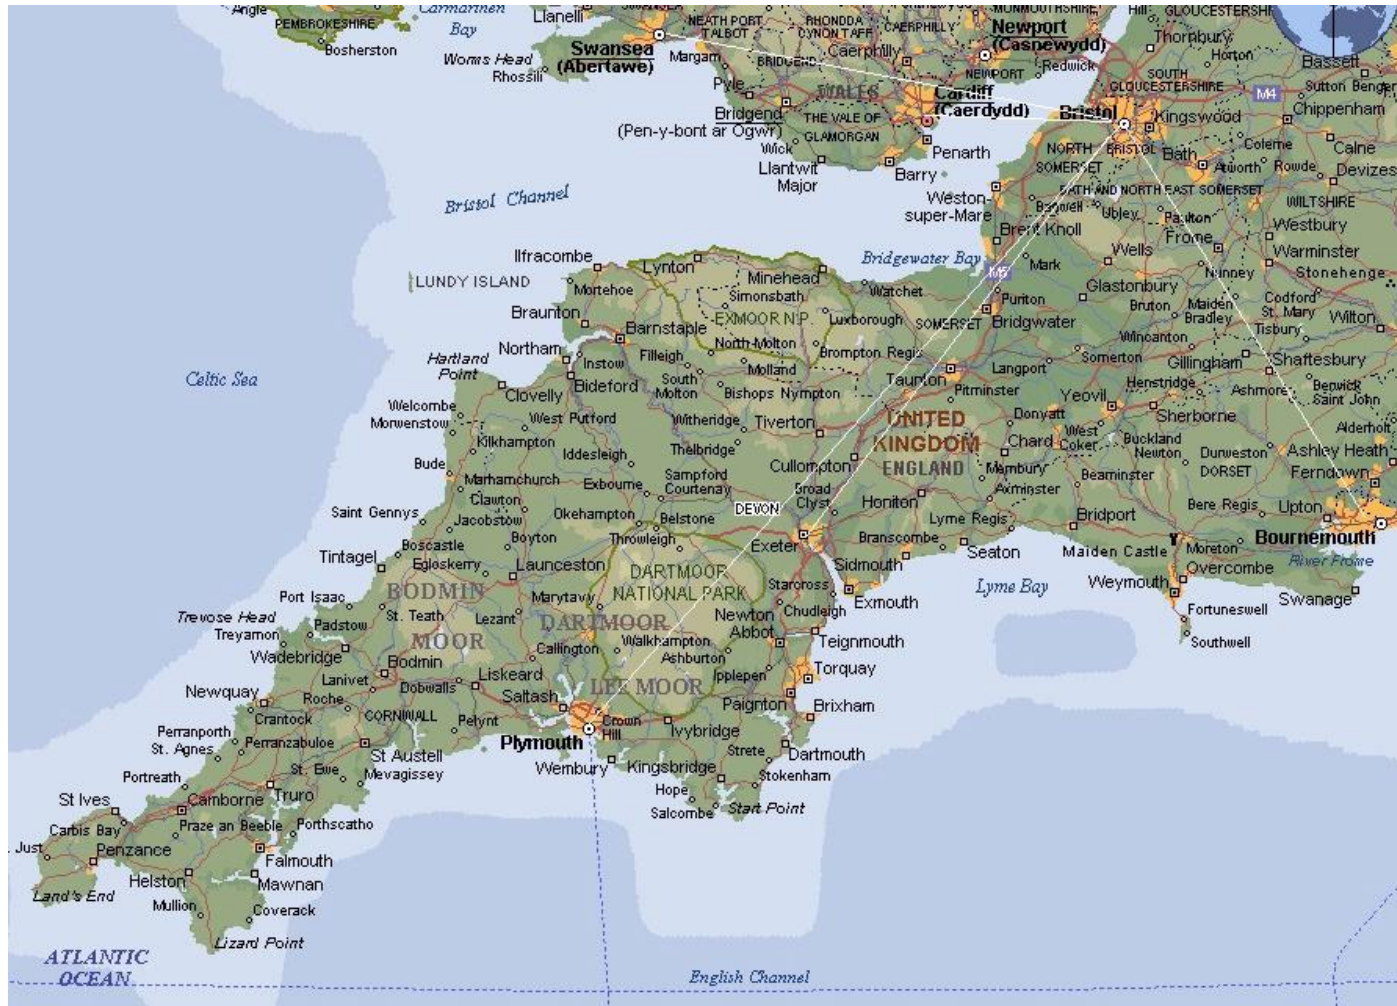 Angle
PEMBROKESHIRE
Bosherston
Carmarthen
Bay
Llanelli
SWANSEA
Swansea
(Abertawe)
Worms Head
Rhossili
NEATH PORT
TALBOT
Margam
RHONDDA
CYNON TAFF
CAERPHILLY
Caerphilly
MONMOUTHSHIRE
Newport
(Casnewydd)
NEWPORT
Redwick
Hill
GLOUCESTERSHI
Thornbury
Horton
Bassett
SOUTH
GLOUCESTERSHIRE
M4
Sutton Benger
Chippenham
BRIDGEND
Pyle
WALES
Cardiff
(Caerdydd)
Bridgend
(Pen-y-bont ar Ogwr)
THE VALE OF
GLAMORGAN
Wick
Llantwit
Major
Penarth
Barry
Bristol
Kingswood
BRISTOL
NORTH
SOMERSET
Bath
Atworth
Coleme
Calne
Rowde
Devizes
BATH AND NORTH EAST SOMERSET
Weston-
super-Mare
Bagwell
Ubley
Paulton
WILTSHIRE
Westbury
Bristol Channel
Brent Knoll
Frome
Wells
Warminster
Bridgewater Bay
M5
Mark
Nunney
Stonehenge
Ilfracombe
Lynton
Minehead
LUNDY ISLAND
Mortehoe
Simonsbath
Watchet
Puriton
Glastonbury
Bruton
Maiden
Bradley
Codford
St. Mary
Braunton
EXMOOR N.P.
Luxborough
SOMERSET
Bridgwater
Tisbury
Wilton
Barnstaple
Wincanton
Northam
Instow
Filleigh
North Molton
Brompton Regis
Somerton
Gillingham
Shaftesbury
Hartland
Point
Molland
Langport
Celtic Sea
Bideford
South
Molton
Bishops Nympton
Taunton
Pitminster
Henstridge
Ashmore
Berwick
Saint John
Clovelly
Yeovil
Welcombe
Morwenstow
West Putford
Witheridge
Tiverton
UNITED
KINGDOM
ENGLAND
Donyatt
Sherborne
Alderholt
Kilkhampton
Thelbridge
Chard
West
Coker
Buckland
Newton
Durweston
DORSET
Ashley Heath
Bude
Iddesleigh
Cullompton
Membury
Ferndown
Marhamchurch
Exbourne
Sampford
Courtenay
Broad
Clyst
Honiton
Axminster
Beaminster
Clawton
Saint Gennys
Jacobstow
Okehampton
Belstone
DEVON
Lyme Regis
Bridport
Bere Regis
Upton
Tintagel
Boscastle
Boyton
Throwleigh
Exeter
Branscombe
Seaton
Maiden Castle
Moreton
Bournemouth
Egloskerry
Launceston
DARTMOOR
NATIONAL PARK
Sidmouth
Lyme Bay
Overcombe
River Frome
BODMIN
MOOR
Port Isaac
Marytavy
Starcross
Exmouth
Weymouth
Swanage
Trevose Head
Treyarnon
Padstow
St. Teath
Lezant
DARTMOOR
Newton
Abbot
Chudleigh
Fortuneswell
Wadebridge
Walkhampton
Teignmouth
Southwell
Bodmin
Callington
Ashburton
Ipplepen
Torquay
Lanivet
Liskeard
LEE MOOR
Newquay
Roche
Dobwalls
Saltash
Paignton
Brixham
Crantock
CORNWALL
Pelynt
Crown
Hill
Ivybridge
Perranporth
Plymouth
St. Agnes
Perranzabuloe
St Austell
Wembury
Kingsbridge
Strete
Dartmouth
Portreath
St. Ewe
Mevagissey
Stokenham
Hope
St Ives
Camborne
Truro
Salcombe
Start Point
Carbis Bay
Praze an Beeble
Porthscatho
. Just
Penzance
Falmouth
Helston
Mawnan
Land's End
Mullion
Coverack
Lizard Point
ATLANTIC
OCEAN
English Channel